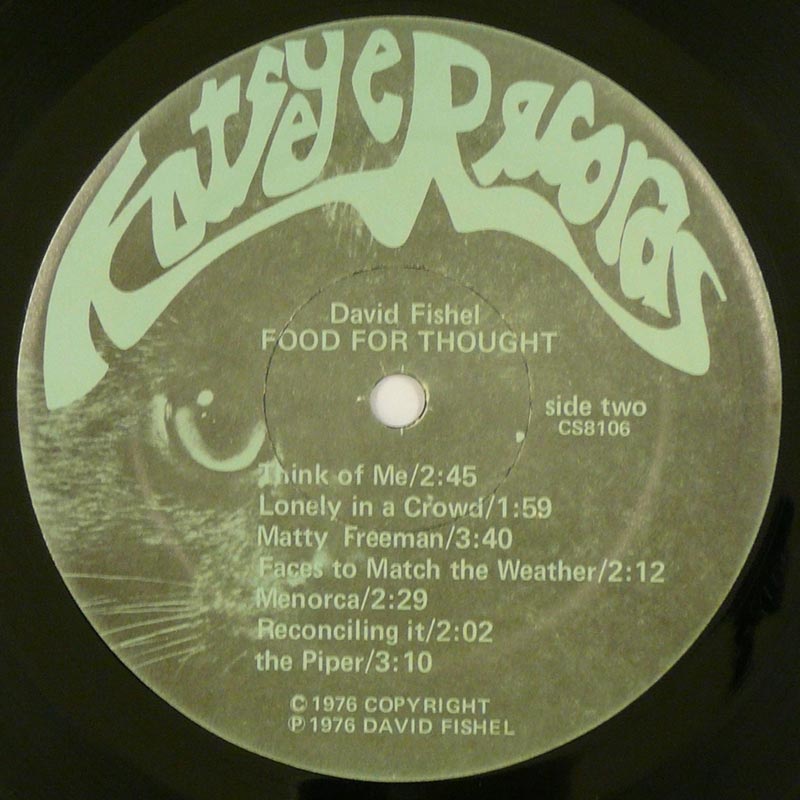 Katseye Records
David Fishel
FOOD FOR THOUGHT
side two
CS8106
Think of Me/2:45
Lonely in a Crowd/1:59
Matty Freeman/3:40
Faces to Match the Weather/2:12
Menorca/2:29
Reconciling it/2:02
the Piper/3:10
© 1976 COPYRIGHT
℗ 1976 DAVID FISHEL